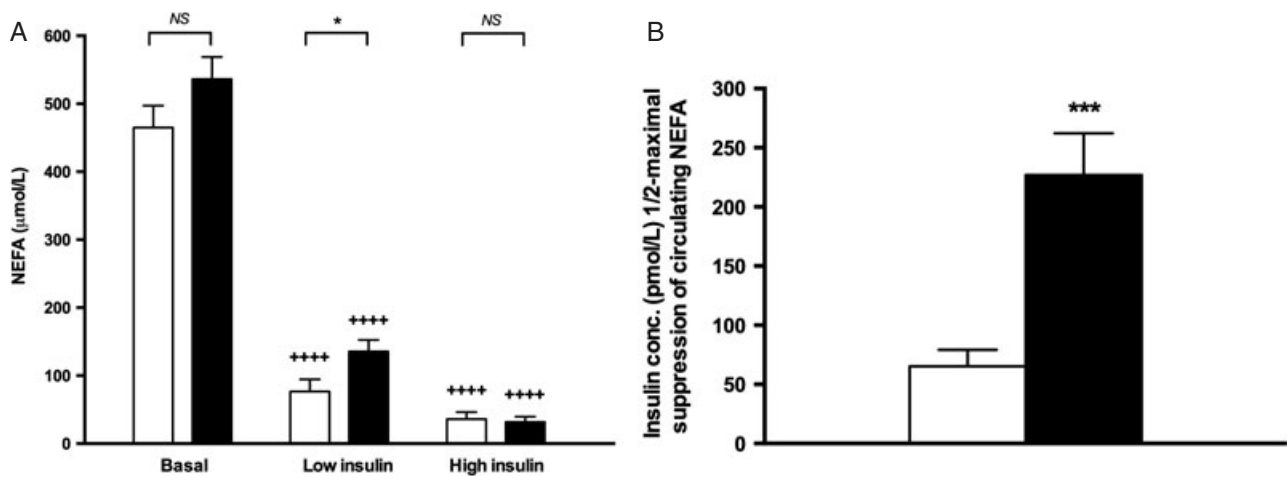 A
NS
*
NS
NEFA (µmol/L)
600
500
400
300
200
100
0
++++
++++
++++
++++
Basal
Low insulin
High insulin
B
Insulin conc. (pmol/L) 1/2-maximal
suppression of circulating NEFA
300
250
200
150
100
50
0
***